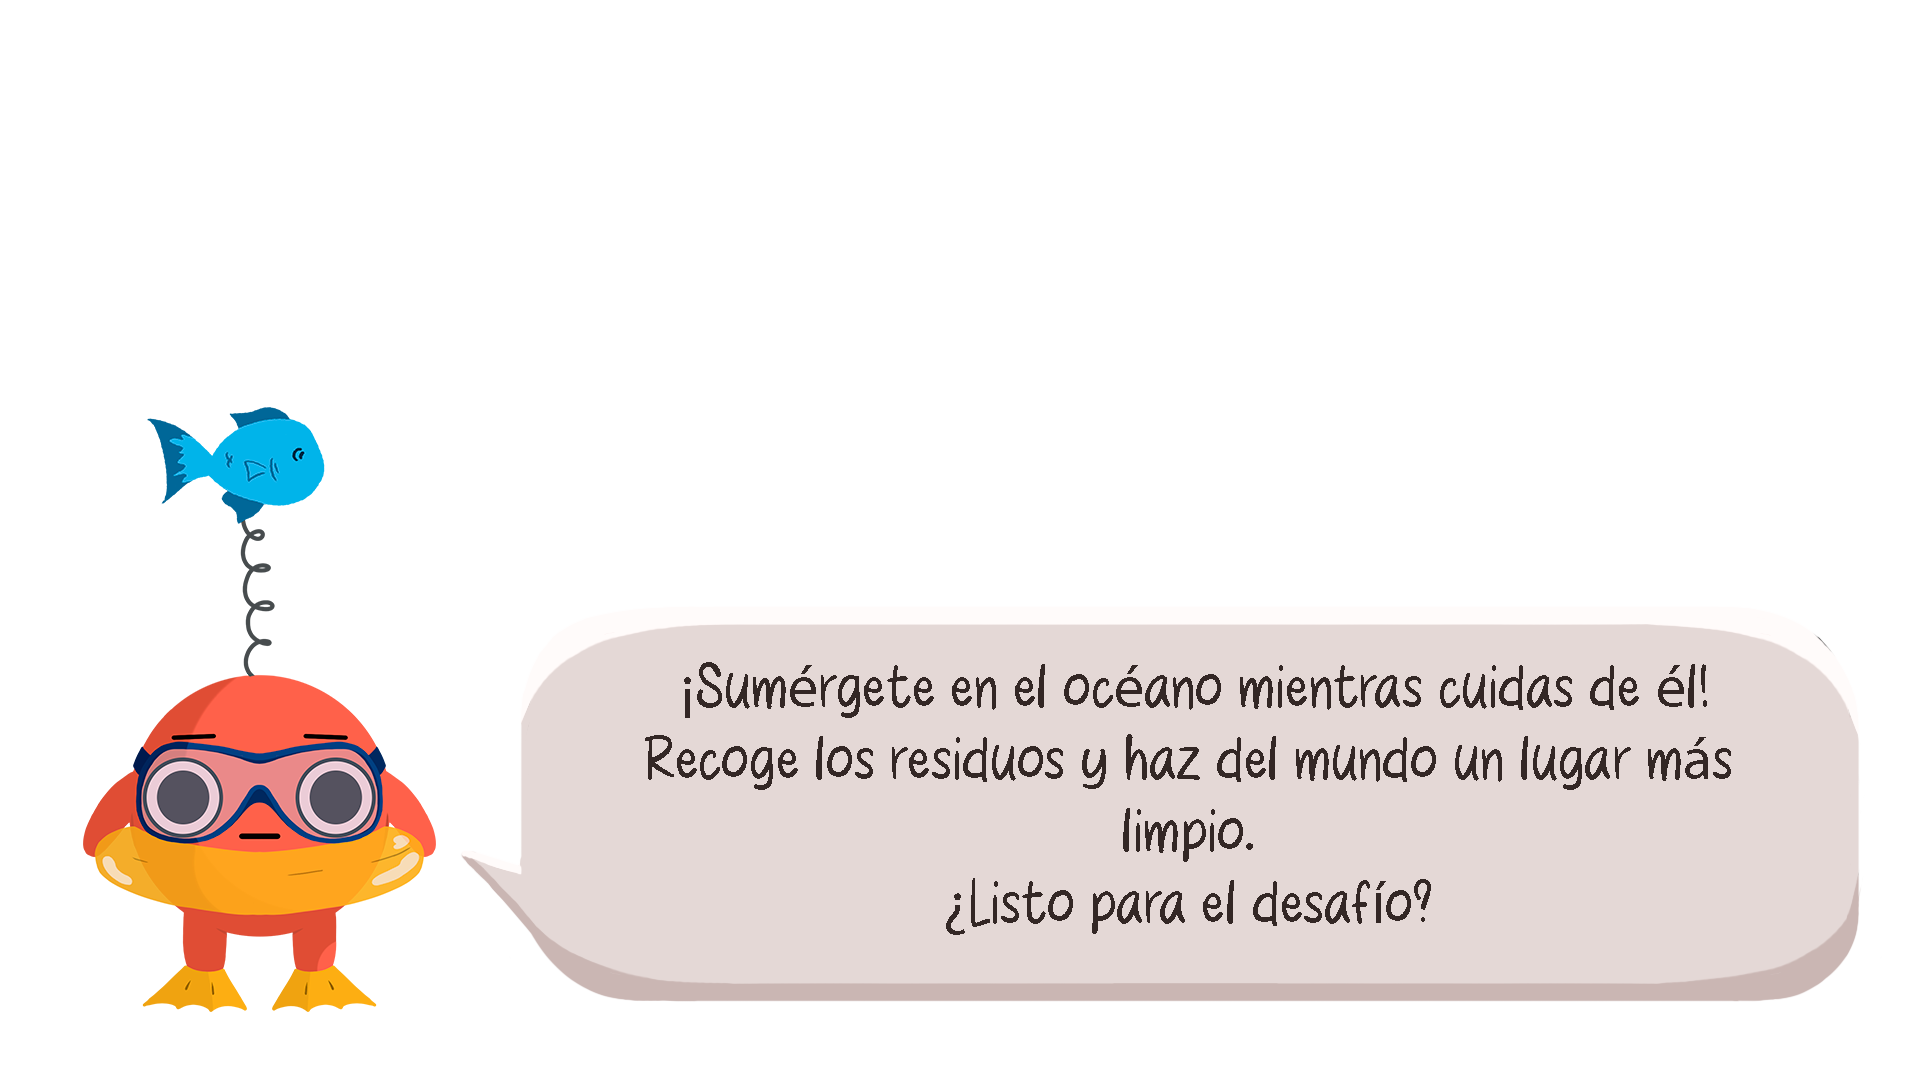 ¡Sumérgete en el océano mientras cuidas de él!
Recoge los residuos y haz del mundo un lugar más
limpio.
¿Listo para el desafío?